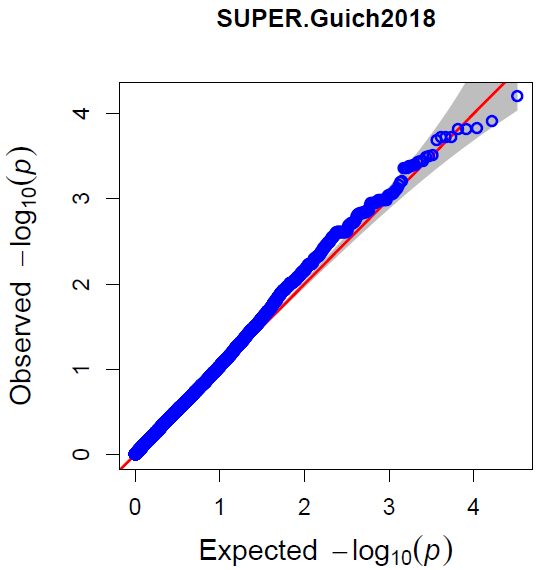 SUPER.Guich2018
Observed −log₁₀(p)
4
3
2
1
0
0 1 2 3 4
Expected −log₁₀(p)